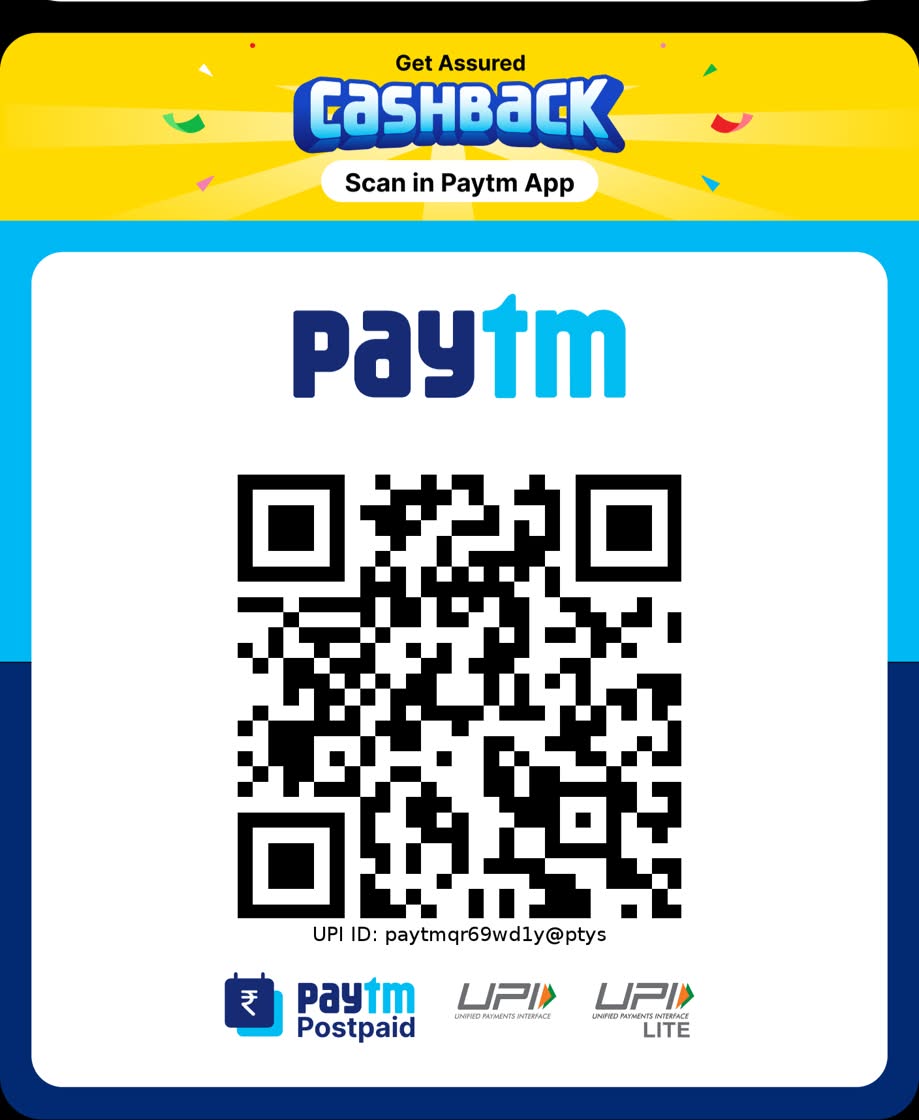 Get Assured
CASHBACK
Scan in Paytm App
paytm
UPI ID: paytmqr69wd1y@ptys
₹
paytm
Postpaid
UPI
UNIFIED PAYMENTS INTERFACE
UPI
UNIFIED PAYMENTS INTERFACE
LITE